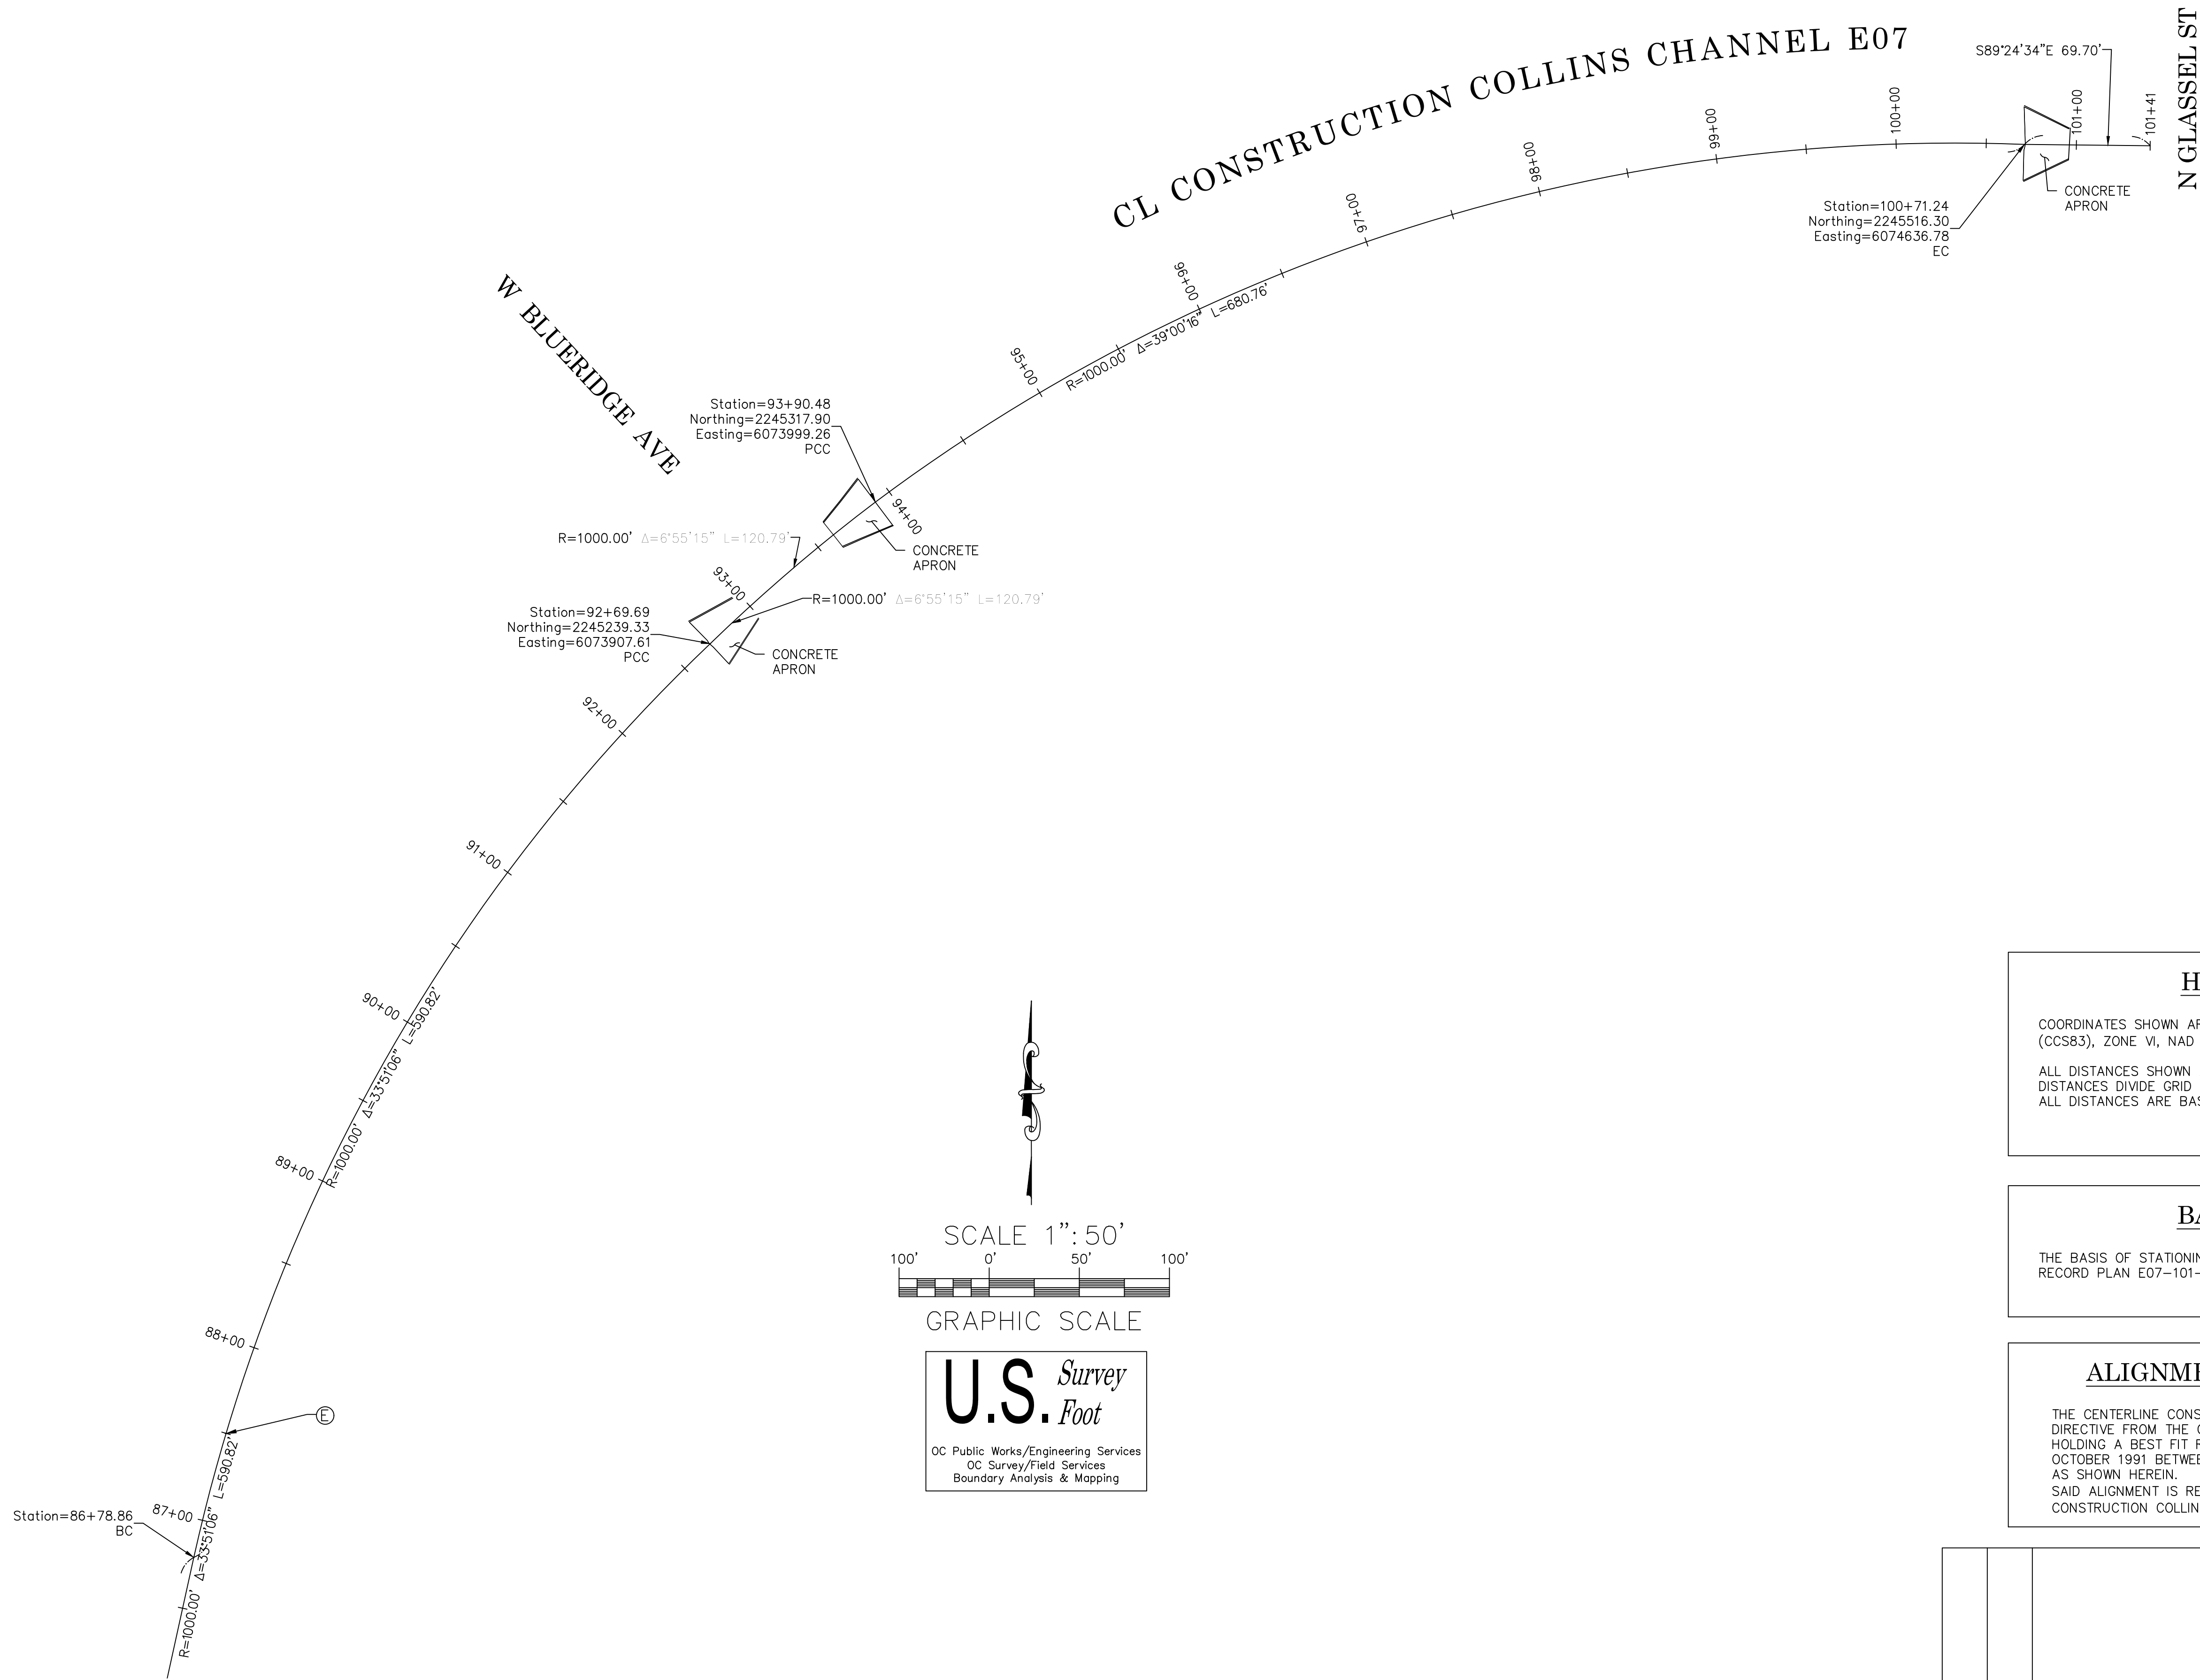 CL CONSTRUCTION COLLINS CHANNEL E07
N GLASSEL ST
S89°24'34"E 69.70'
101+41
101+00
100+00
99+00
98+00
97+00
96+00
95+00
CONCRETE
APRON
Station=100+71.24
Northing=2245516.30
Easting=6074636.78
EC
R=1000.00' Δ=39°00'16" L=680.76'
W BLUERIDGE AVE
Station=93+90.48
Northing=2245317.90
Easting=6073999.26
PCC
94+00
CONCRETE
APRON
R=1000.00' Δ=6°55'15" L=120.79'
93+00
R=1000.00' Δ=6°55'15" L=120.79'
Station=92+69.69
Northing=2245239.33
Easting=6073907.61
PCC
CONCRETE
APRON
92+00
91+00
90+00
R=1000.00' Δ=33°51'06" L=590.82'
89+00
88+00
E
87+00
Station=86+78.86
BC
R=1000.00' Δ=33°51'06" L=590.82'
SCALE 1":50'
100' 0' 50' 100'
GRAPHIC SCALE
U.S. Survey
Foot
OC Public Works/Engineering Services
OC Survey/Field Services
Boundary Analysis & Mapping
H
COORDINATES SHOWN
(CCS83), ZONE VI, NAD
ALL DISTANCES SHOWN
DISTANCES DIVIDE GRID
ALL DISTANCES ARE
BA
THE BASIS OF
RECORD PLAN E07-101-
ALIGNME
THE CENTERLINE CONS
DIRECTIVE FROM THE
HOLDING A BEST FIT
OCTOBER 1991 BETWEE
AS SHOWN HEREIN.
SAID ALIGNMENT IS RE
CONSTRUCTION COLLIN